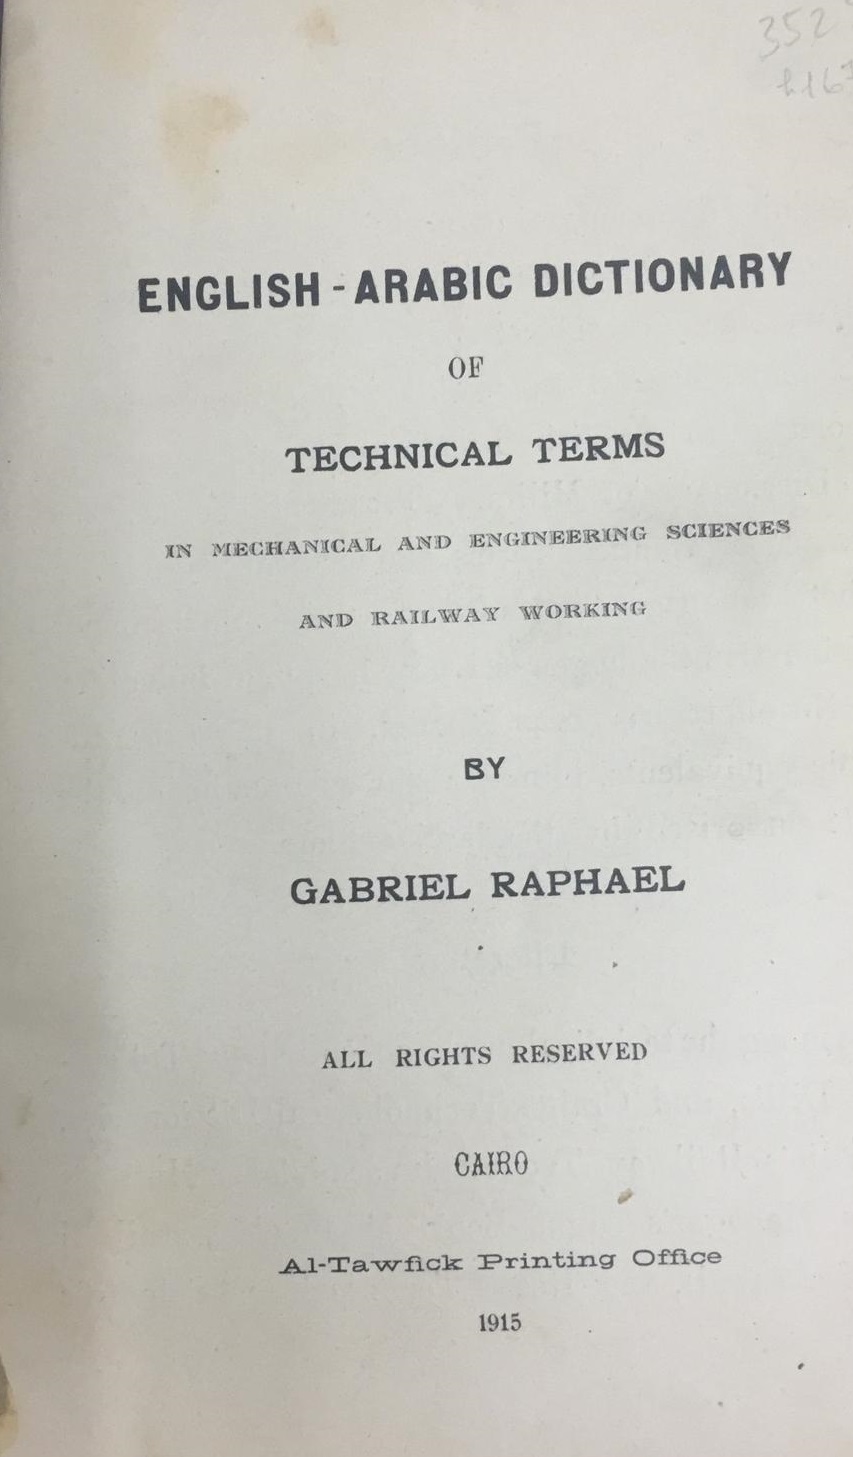 352
ENGLISH - ARABIC DICTIONARY
OF
TECHNICAL TERMS
IN MECHANICAL AND ENGINEERING SCIENCES
AND RAILWAY WORKING
BY
GABRIEL RAPHAEL
ALL RIGHTS RESERVED
CAIRO
Al-Tawfick Printing Office
1915